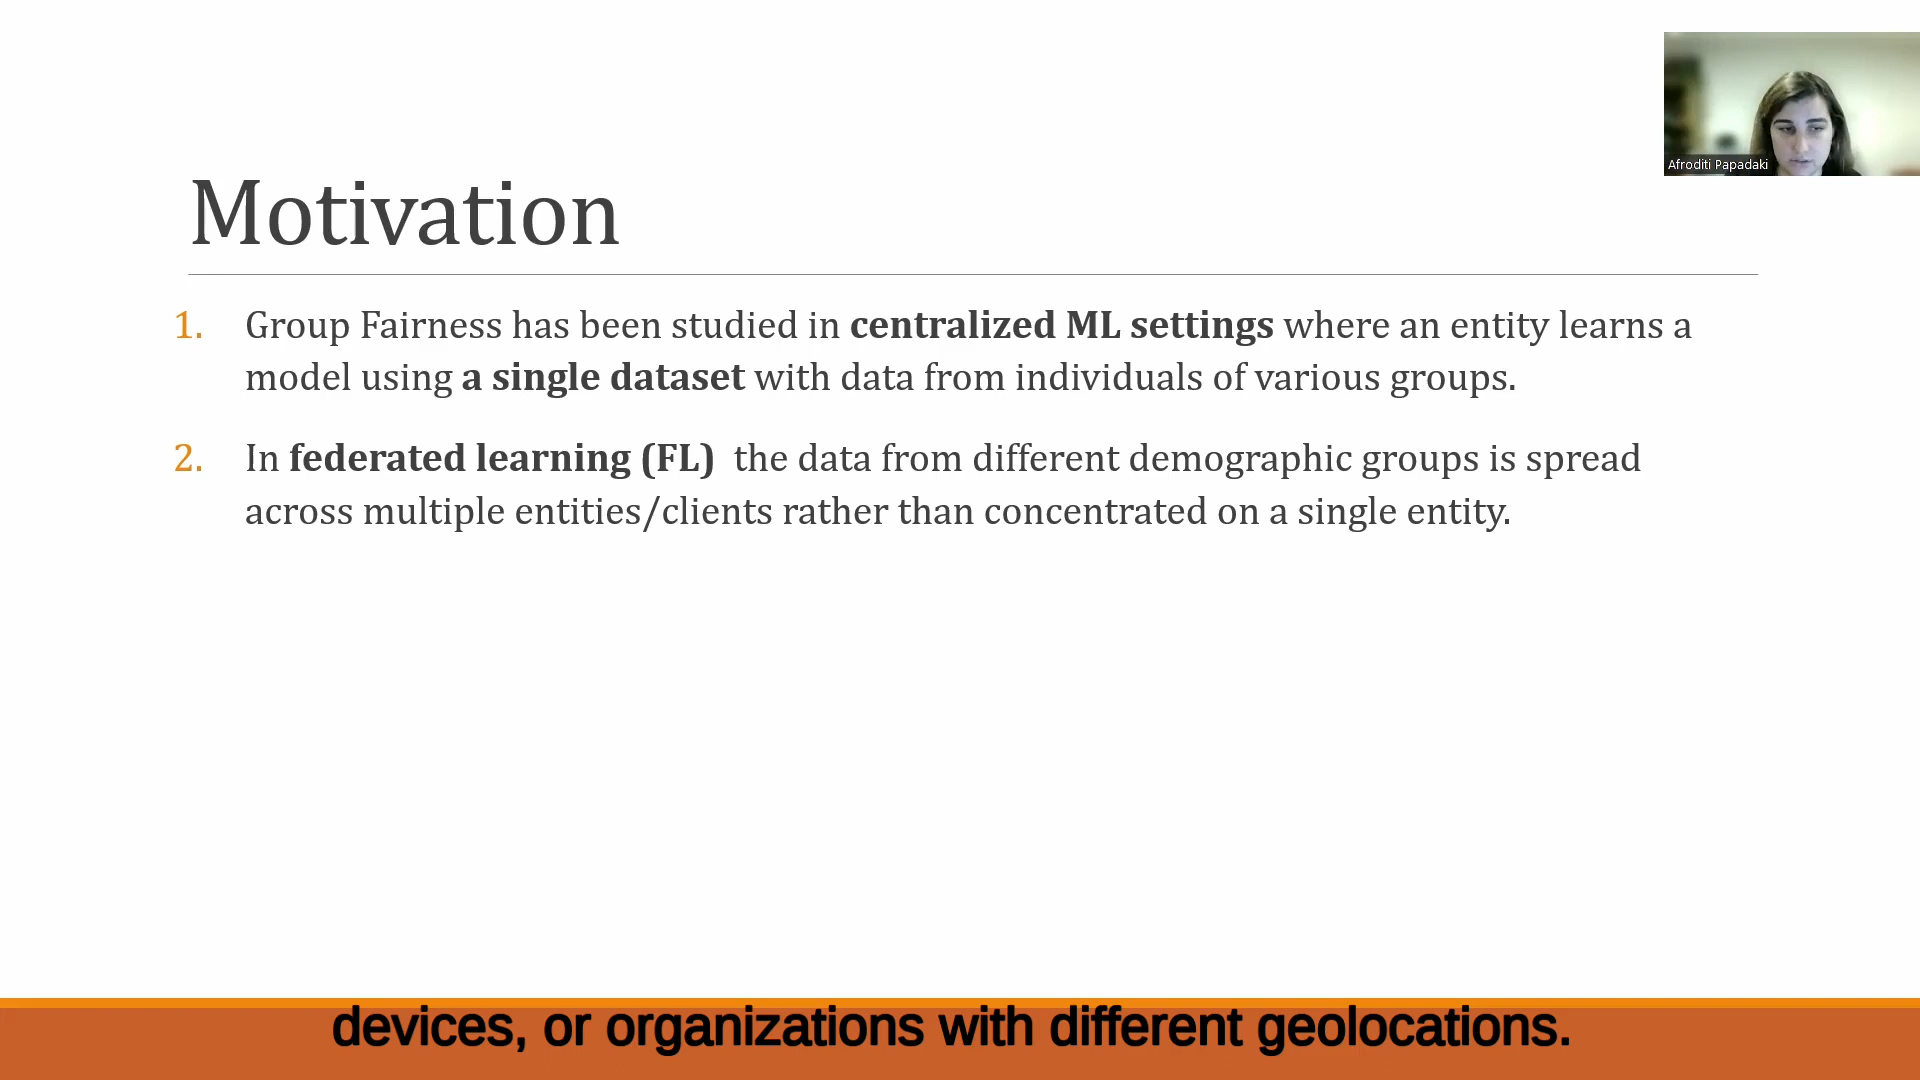 Afroditi Papadaki
Motivation
1. Group Fairness has been studied in centralized ML settings where an entity learns a
model using a single dataset with data from individuals of various groups.
2. In federated learning (FL) the data from different demographic groups is spread
across multiple entities/clients rather than concentrated on a single entity.
devices, or organizations with different geolocations.